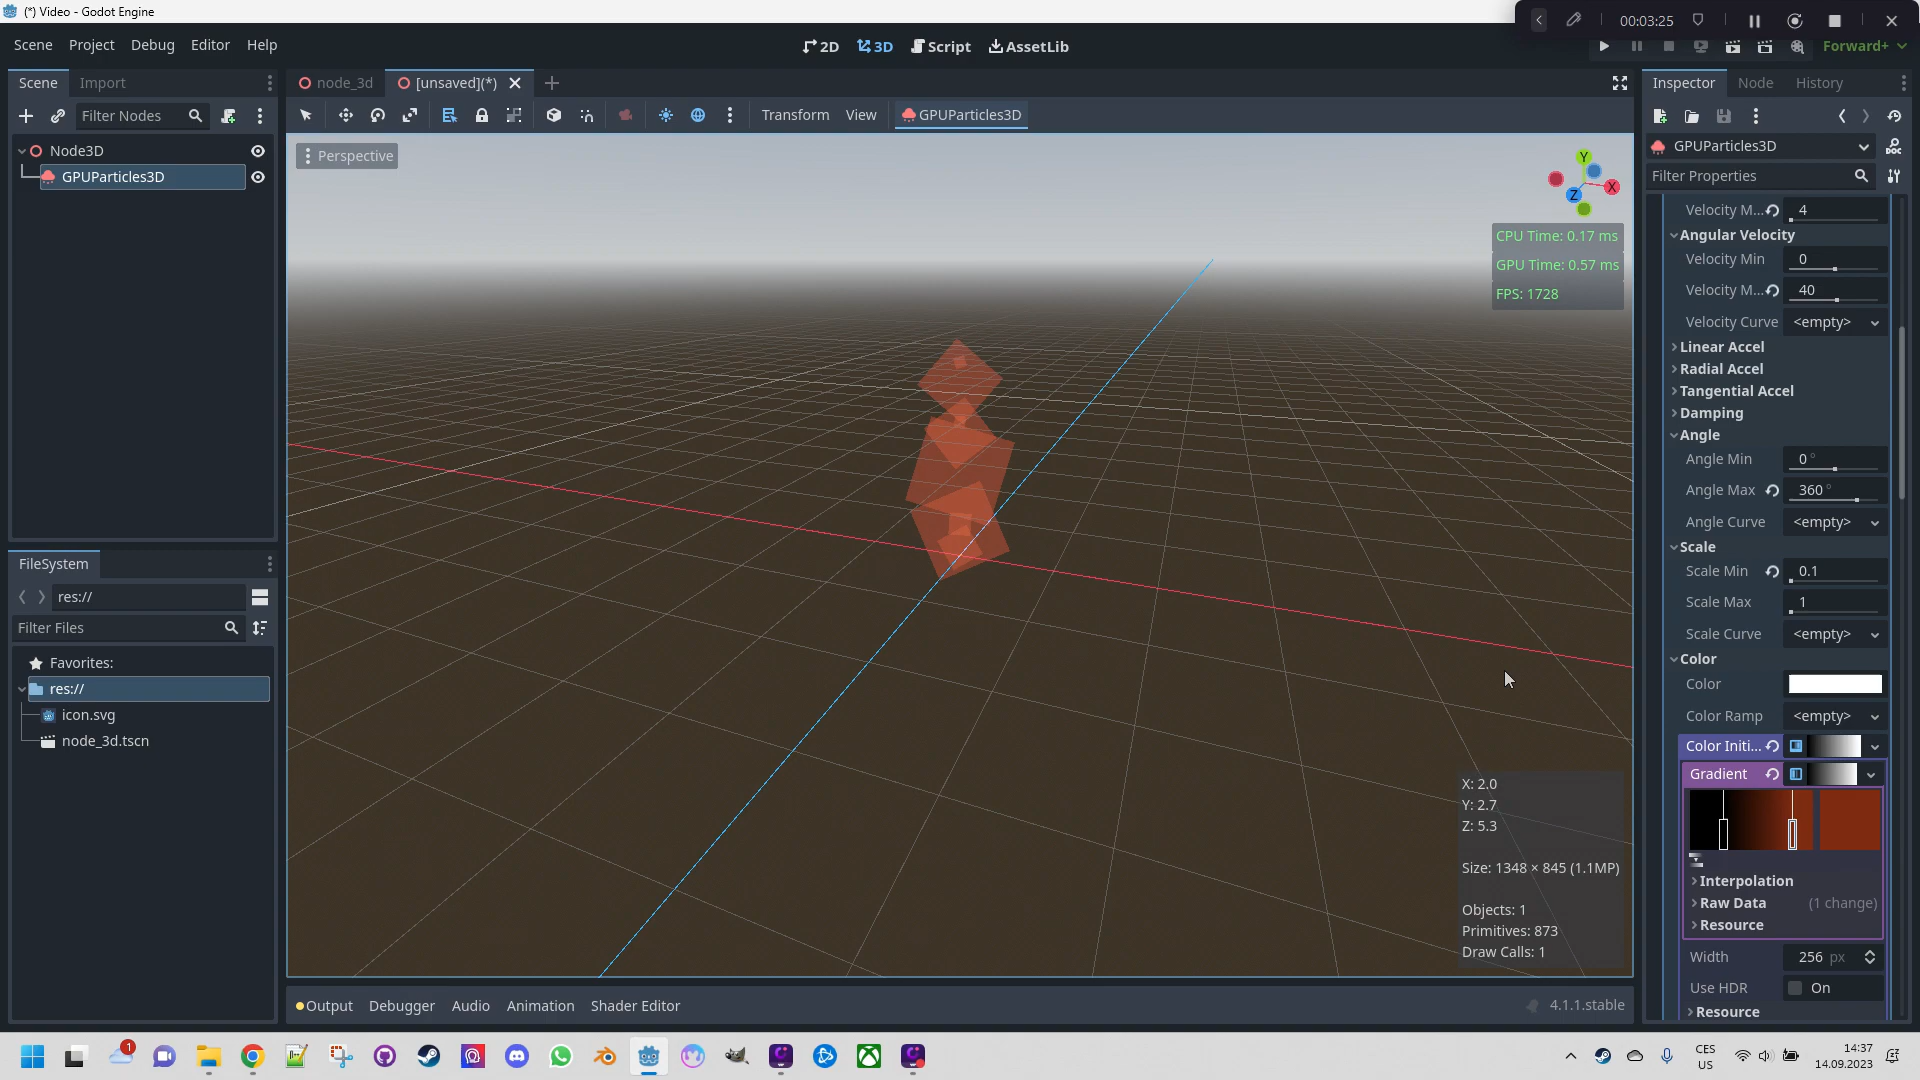 (*) Video - Godot Engine
00:03:25
Scene Project Debug Editor Help
2D 3D Script AssetLib
Forward+
Scene Import
node_3d [unsaved](*)
Inspector Node History
Filter Nodes
Transform View GPUParticles3D
Node3D
GPUParticles3D
Perspective
Y
X
Z
CPU Time: 0.17 ms
GPU Time: 0.57 ms
FPS: 1728
X: 2.0
Y: 2.7
Z: 5.3
Size: 1348 × 845 (1.1MP)
Objects: 1
Primitives: 873
Draw Calls: 1
GPUParticles3D
DOC
Filter Properties
Velocity M... 4
Angular Velocity
Velocity Min 0
Velocity M... 40
Velocity Curve <empty>
Linear Accel
Radial Accel
Tangential Accel
Damping
Angle
Angle Min 0 °
Angle Max 360 °
Angle Curve <empty>
Scale
Scale Min 0.1
Scale Max 1
Scale Curve <empty>
Color
Color
Color Ramp <empty>
Color Initi...
Gradient
Interpolation
Raw Data (1 change)
Resource
Width 256 px
Use HDR On
Resource
FileSystem
res://
Filter Files
Favorites:
res://
icon.svg
node_3d.tscn
Output Debugger Audio Animation Shader Editor
4.1.1.stable
1
CES
US
14:37
14.09.2023